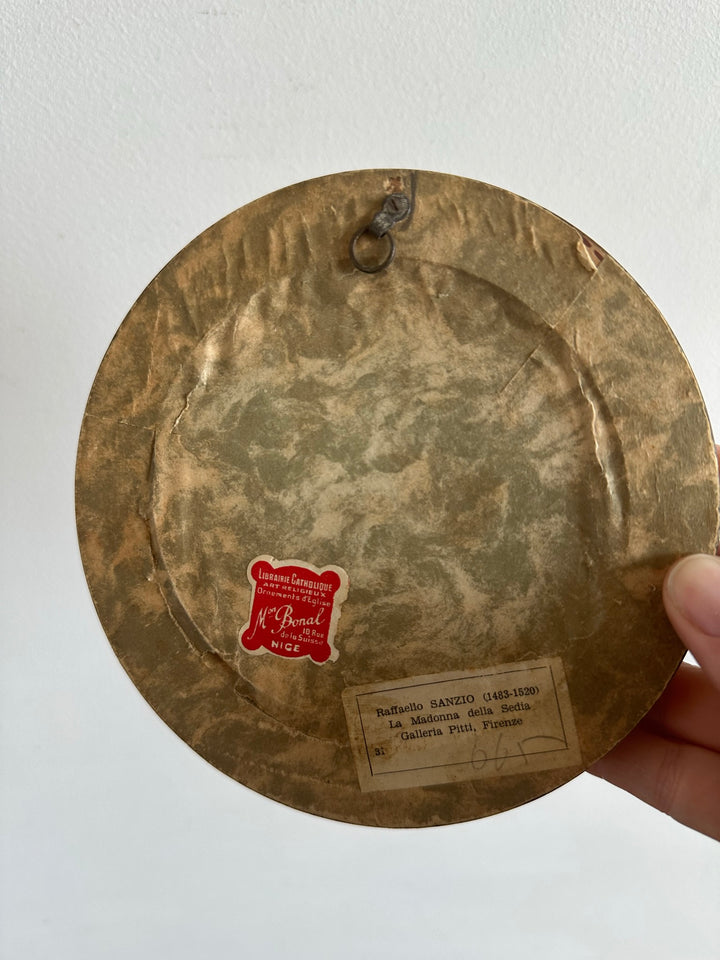 LIBRAIRIE CATHOLIQUE
ART RELIGIEUX
Ornements d'Eglise
Mon Bonal
10 Rue
de la Suisse
NICE
Raffaello SANZIO (1483-1520)
La Madonna della Sedia
Galleria Pitti, Firenze
31